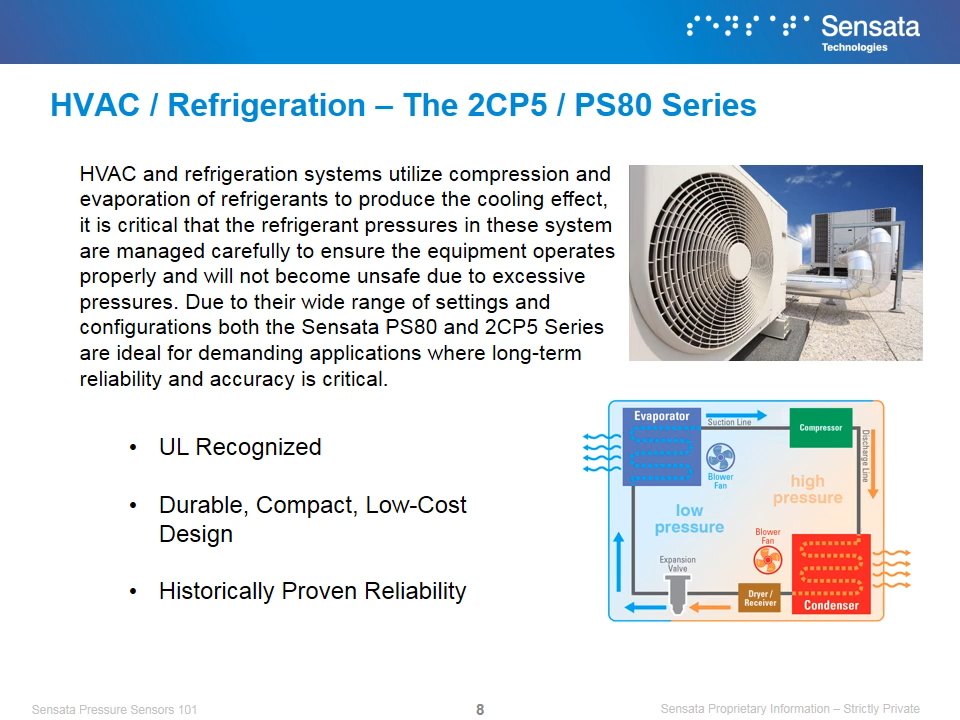 Sensata
Technologies
HVAC / Refrigeration – The 2CP5 / PS80 Series
HVAC and refrigeration systems utilize compression and
evaporation of refrigerants to produce the cooling effect,
it is critical that the refrigerant pressures in these system
are managed carefully to ensure the equipment operates
properly and will not become unsafe due to excessive
pressures. Due to their wide range of settings and
configurations both the Sensata PS80 and 2CP5 Series
are ideal for demanding applications where long-term
reliability and accuracy is critical.
• UL Recognized
• Durable, Compact, Low-Cost
Design
• Historically Proven Reliability
Evaporator
Suction Line
Compressor
Discharge Line
Blower
Fan
high
pressure
low
pressure
Blower
Fan
Expansion
Valve
Dryer /
Receiver
Condenser
Sensata Pressure Sensors 101
8
Sensata Proprietary Information – Strictly Private